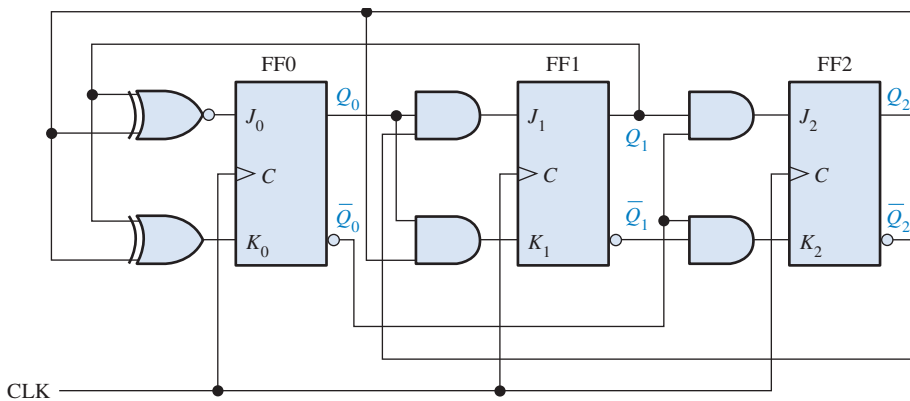 FF0
FF1
FF2
Q₀
Q₂
J₀
J₁
J₂
Q₁
C
C
C
Q̅₀
Q̅₁
Q̅₂
K₀
K₁
K₂
CLK